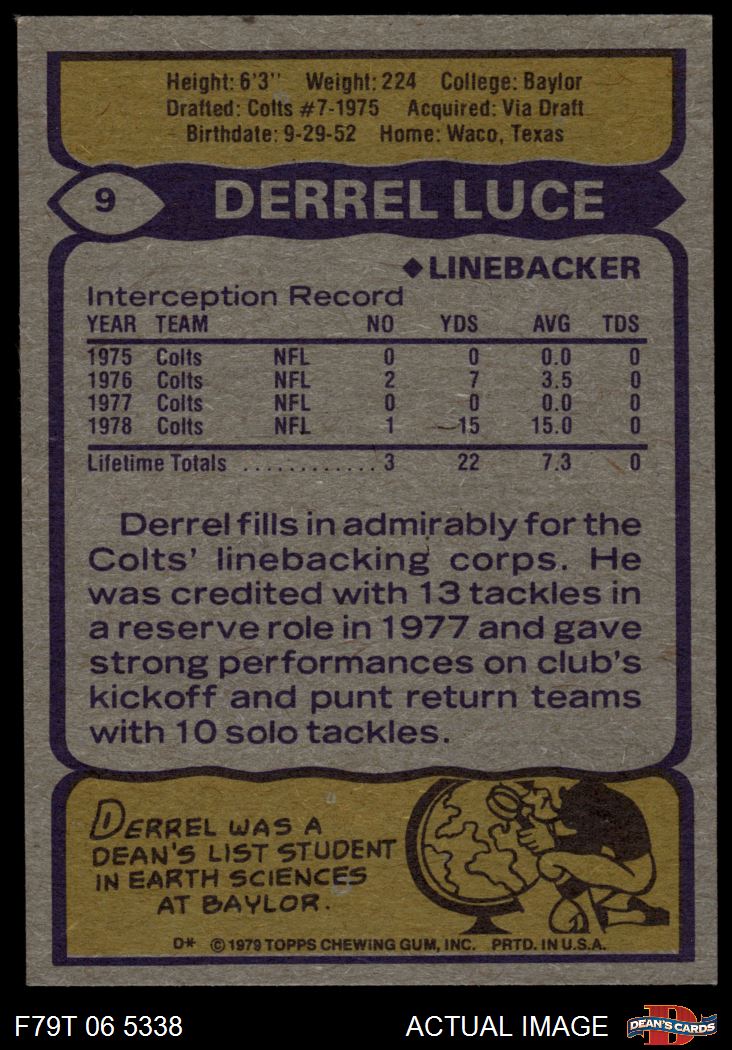 Height: 6'3'' Weight: 224 College: Baylor
Drafted: Colts #7-1975 Acquired: Via Draft
Birthdate: 9-29-52 Home: Waco, Texas
9 DERREL LUCE
◆LINEBACKER
Interception Record
YEAR TEAM NO YDS AVG TDS
1975 Colts NFL 0 0 0.0 0
1976 Colts NFL 2 7 3.5 0
1977 Colts NFL 0 0 0.0 0
1978 Colts NFL 1 15 15.0 0
Lifetime Totals ............ 3 22 7.3 0
Derrel fills in admirably for the
Colts' linebacking corps. He
was credited with 13 tackles in
a reserve role in 1977 and gave
strong performances on club's
kickoff and punt return teams
with 10 solo tackles.
DERREL WAS A
DEAN'S LIST STUDENT
IN EARTH SCIENCES
AT BAYLOR.
D* © 1979 TOPPS CHEWING GUM, INC. PRTD. IN U.S.A.
F79T 06 5338 ACTUAL IMAGE D DEAN'S CARDS